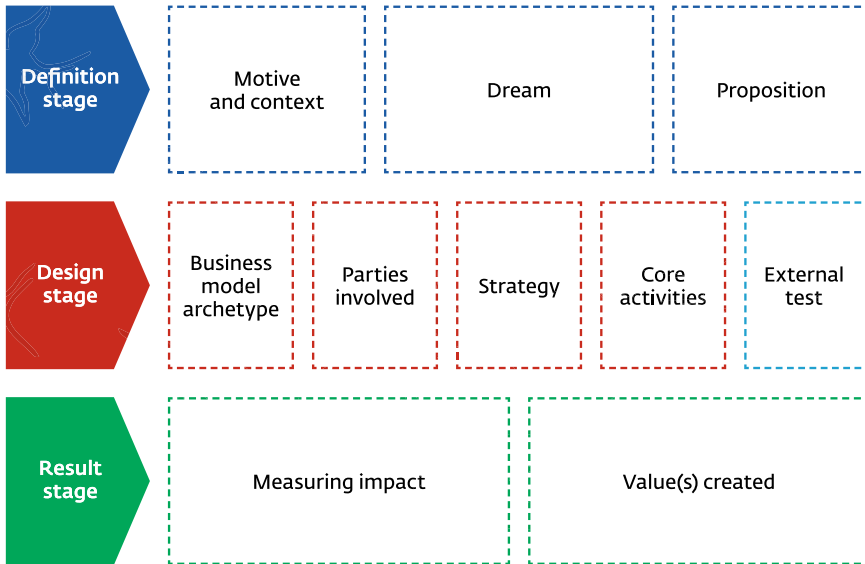 Definition
stage
Motive
and context
Dream
Proposition
Design
stage
Business
model
archetype
Parties
involved
Strategy
Core
activities
External
test
Result
stage
Measuring impact
Value(s) created